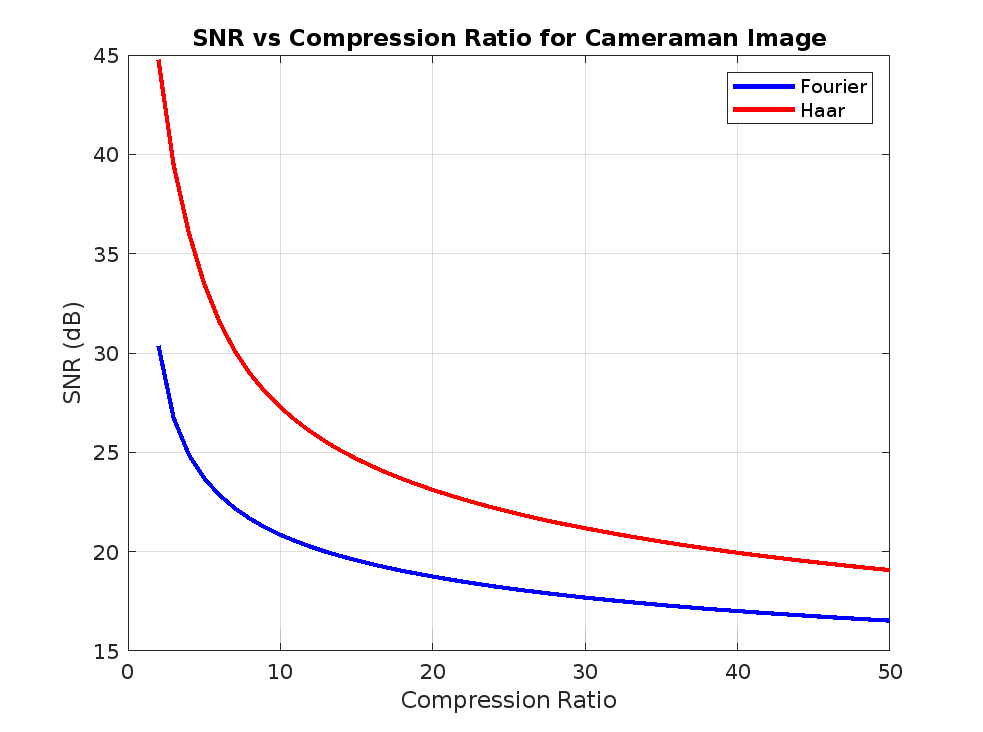 SNR vs Compression Ratio for Cameraman Image
Fourier
Haar
SNR (dB)
45
40
35
30
25
20
15
0 10 20 30 40 50
Compression Ratio